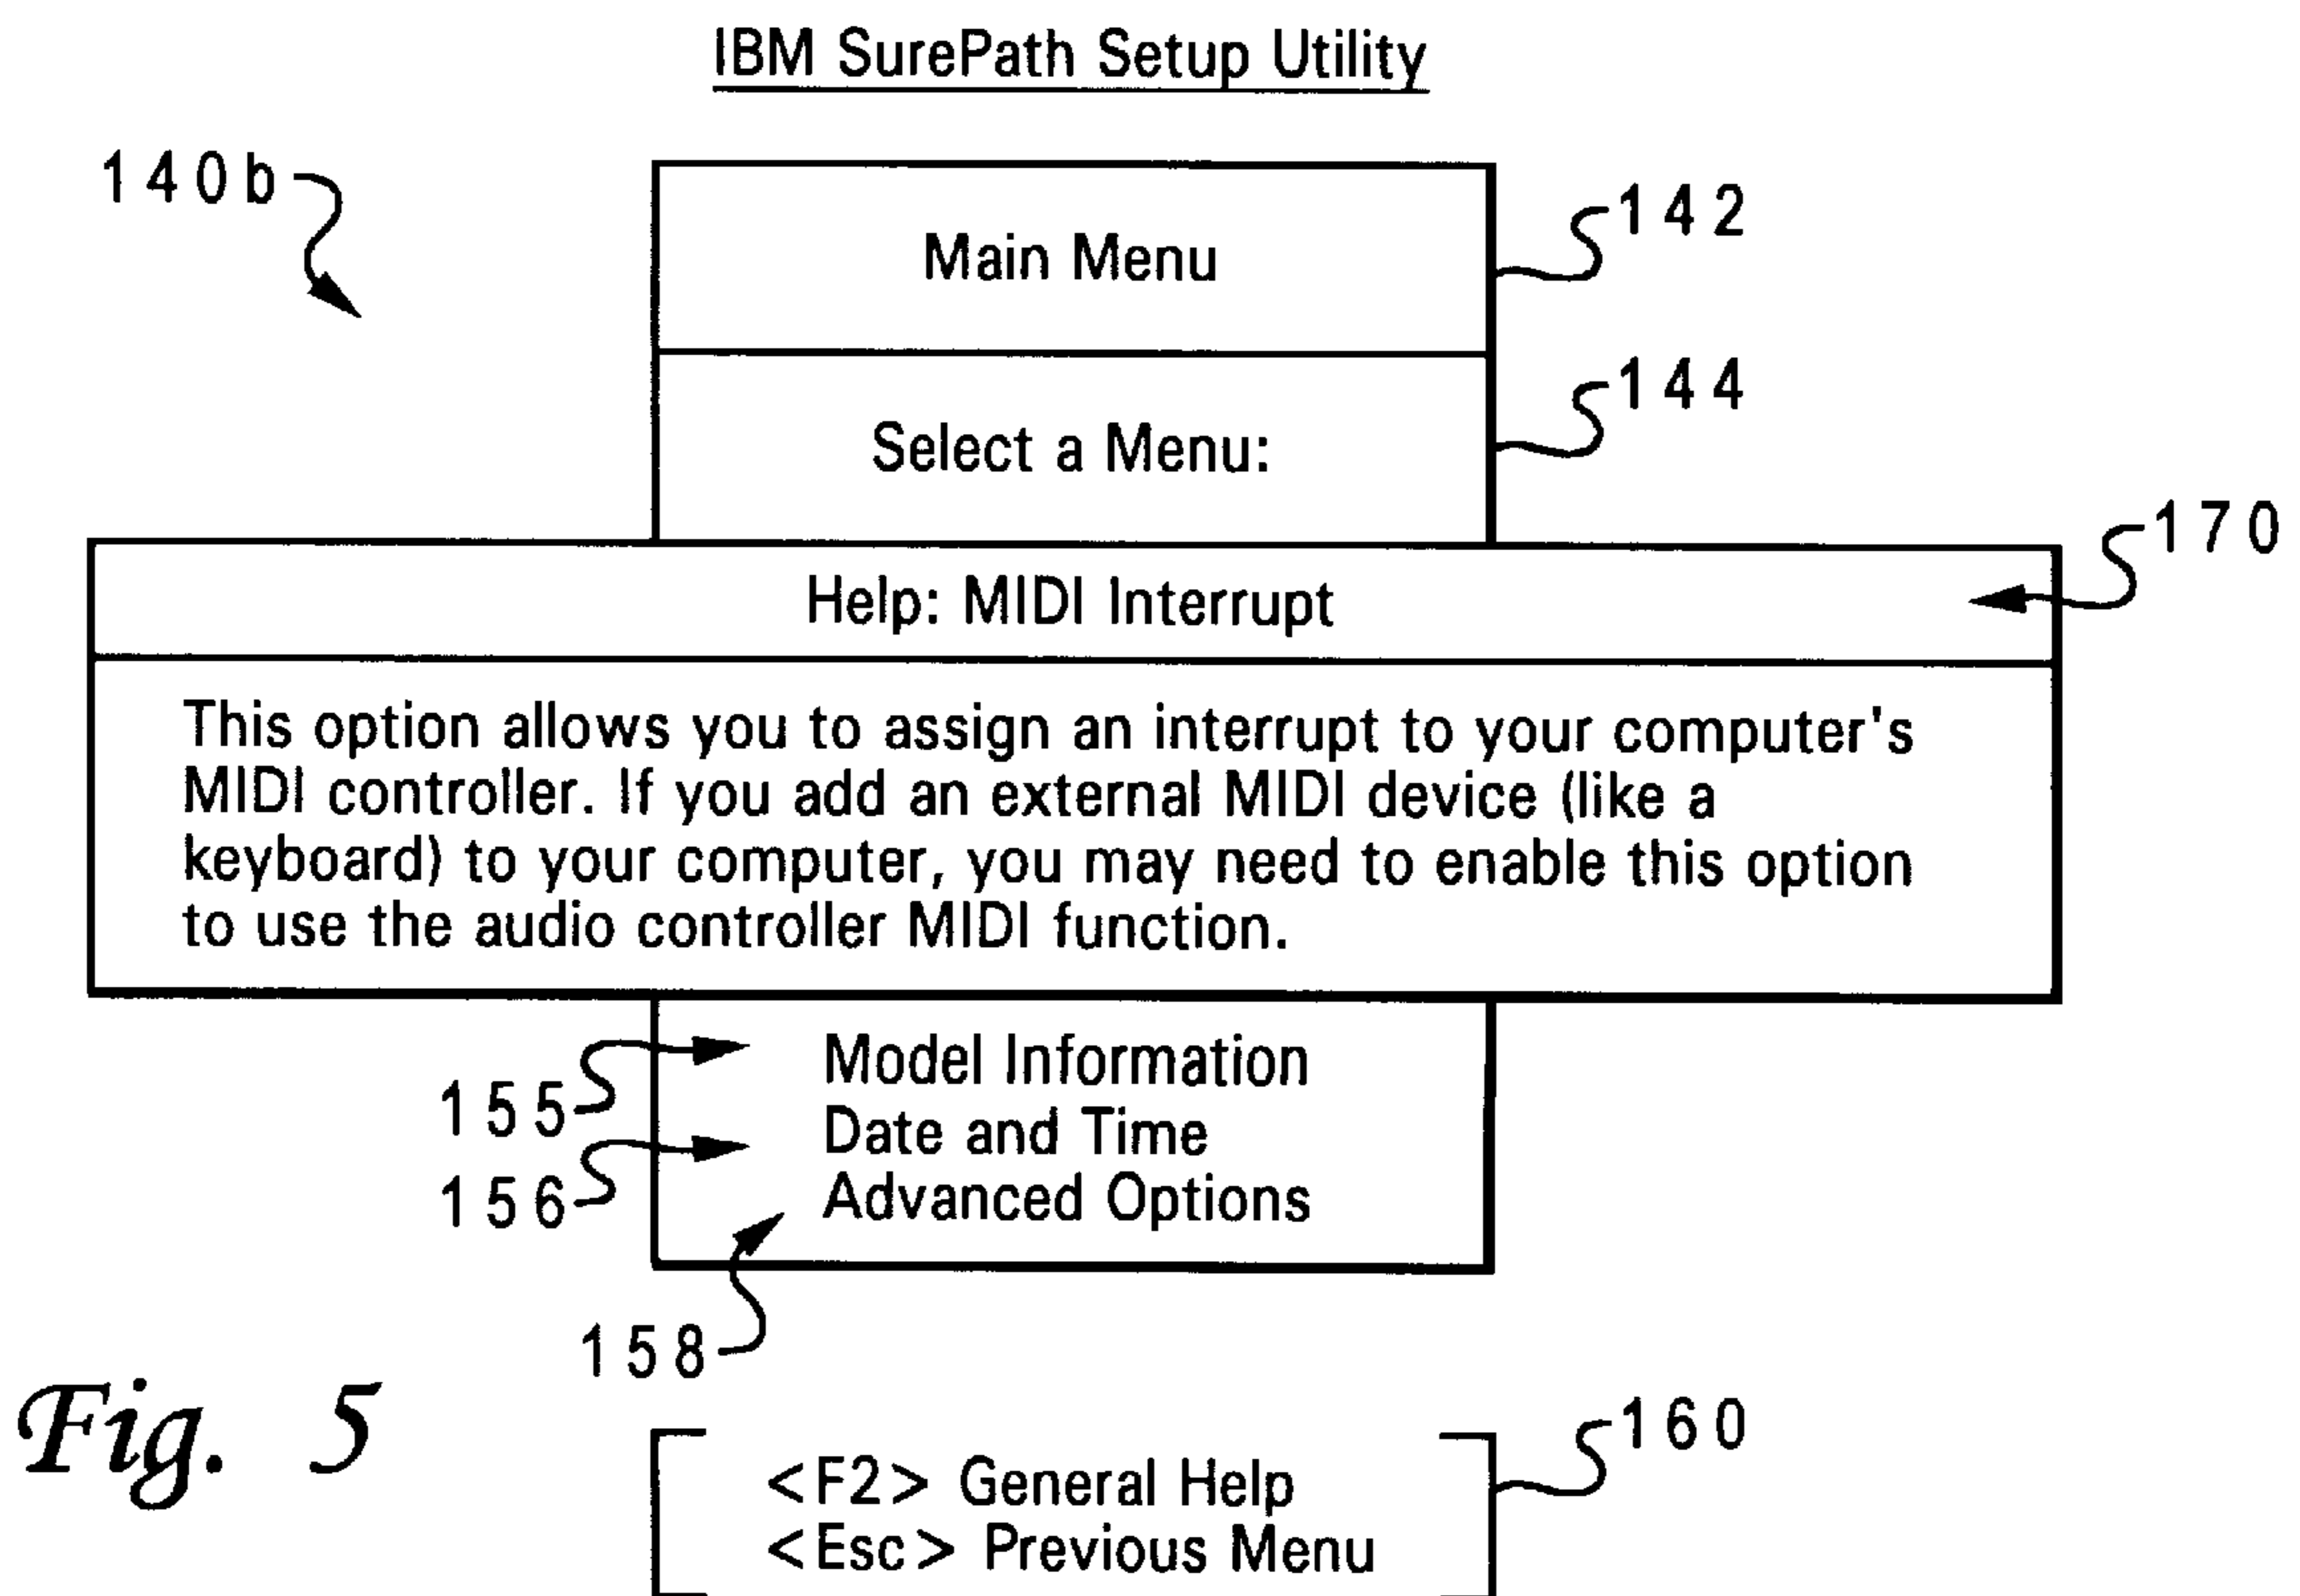 IBM SurePath Setup Utility
140b
Main Menu
142
Select a Menu:
144
170
Help: MIDI Interrupt
This option allows you to assign an interrupt to your computer's
MIDI controller. If you add an external MIDI device (like a
keyboard) to your computer, you may need to enable this option
to use the audio controller MIDI function.
Model Information
155
Date and Time
156
Advanced Options
158
Fig. 5
160
<F2> General Help
<Esc> Previous Menu